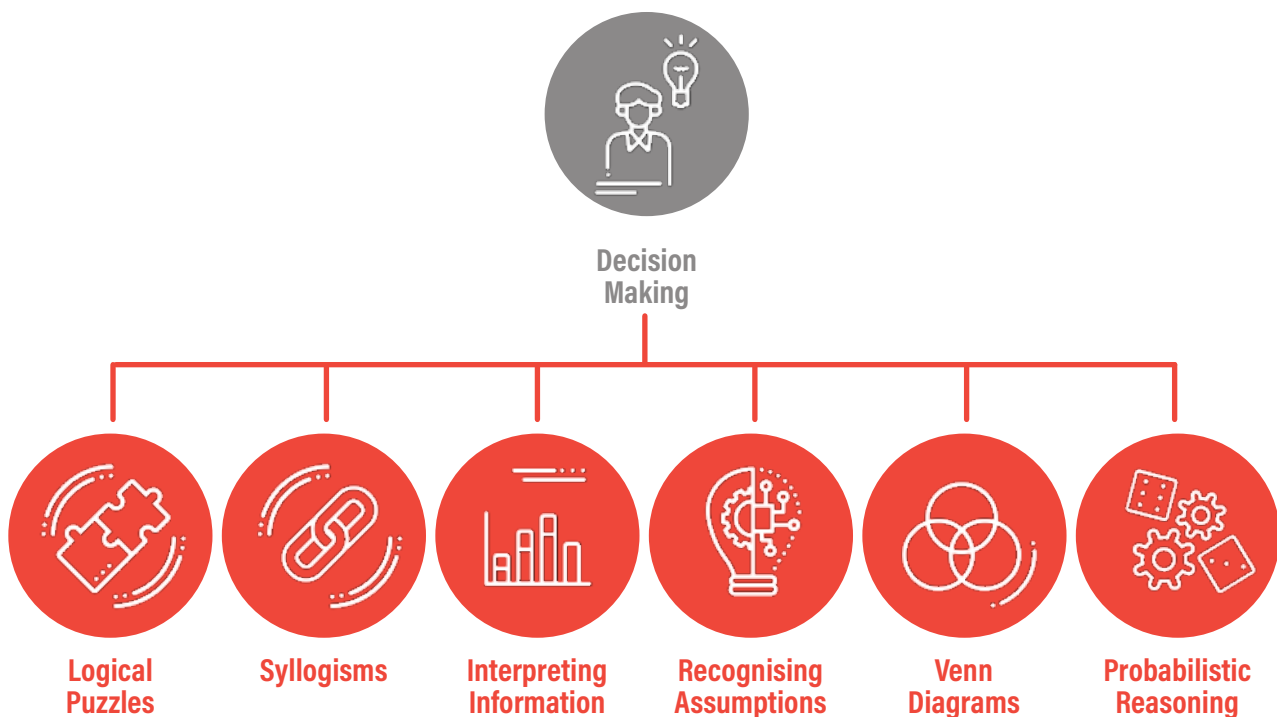 Decision
Making
Logical
Puzzles
Syllogisms
Interpreting
Information
Recognising
Assumptions
Venn
Diagrams
Probabilistic
Reasoning